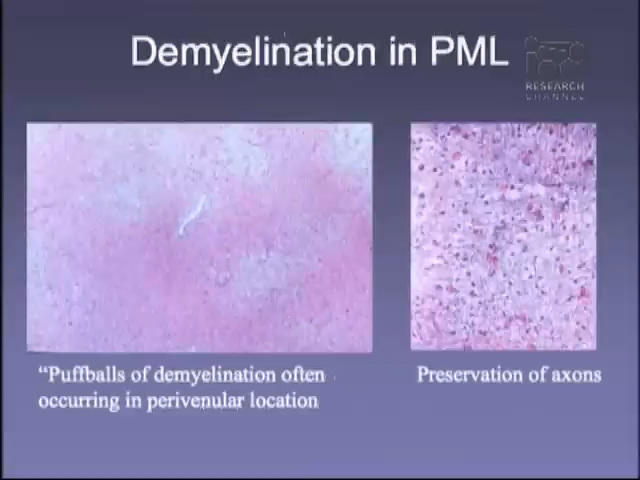 Demyelination in PML
RESEARCH
CHANNEL
“Puffballs of demyelination often
occurring in perivenular location
Preservation of axons